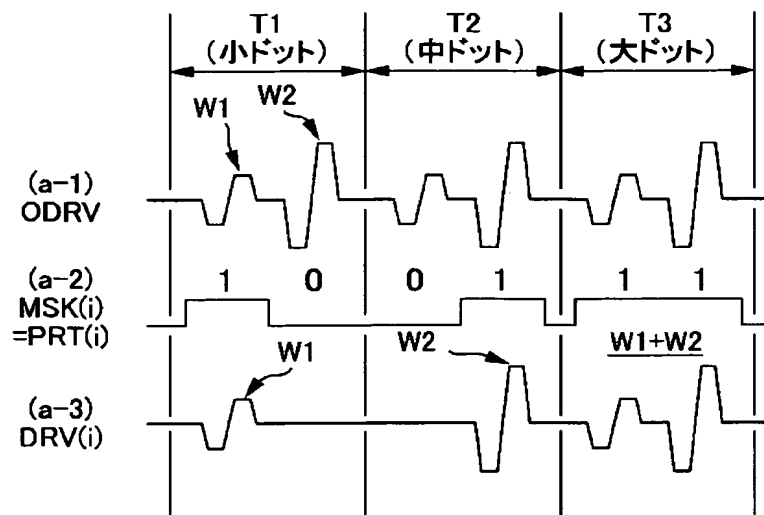 T1
(小ドット)
T2
(中ドット)
T3
(大ドット)
W1
W2
(a-1)
ODRV
(a-2)
MSK(i)
=PRT(i)
1 0 0 1 1 1
W1
W2
W1+W2
(a-3)
DRV(i)